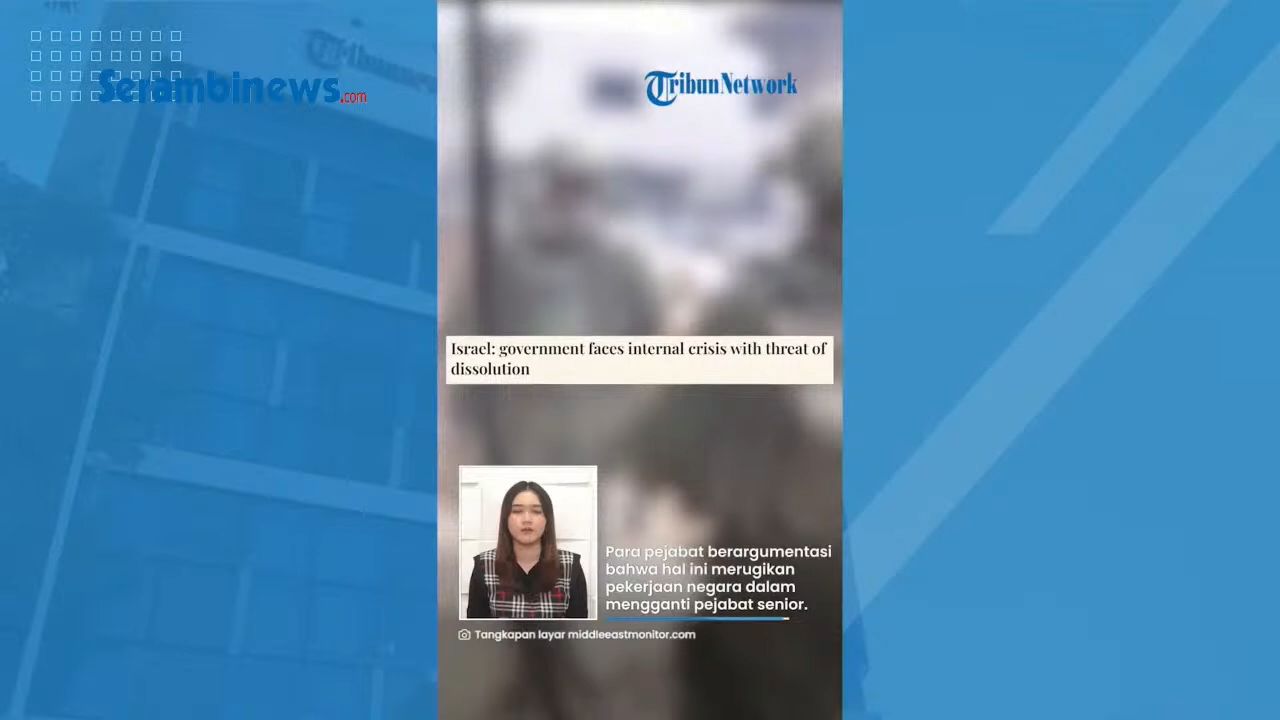 Serambinews.com
TribunNetwork
Israel: government faces internal crisis with threat of
dissolution
Para pejabat berargumentasi
bahwa hal ini merugikan
pekerjaan negara dalam
mengganti pejabat senior.
Tangkapan layar middleeastmonitor.com